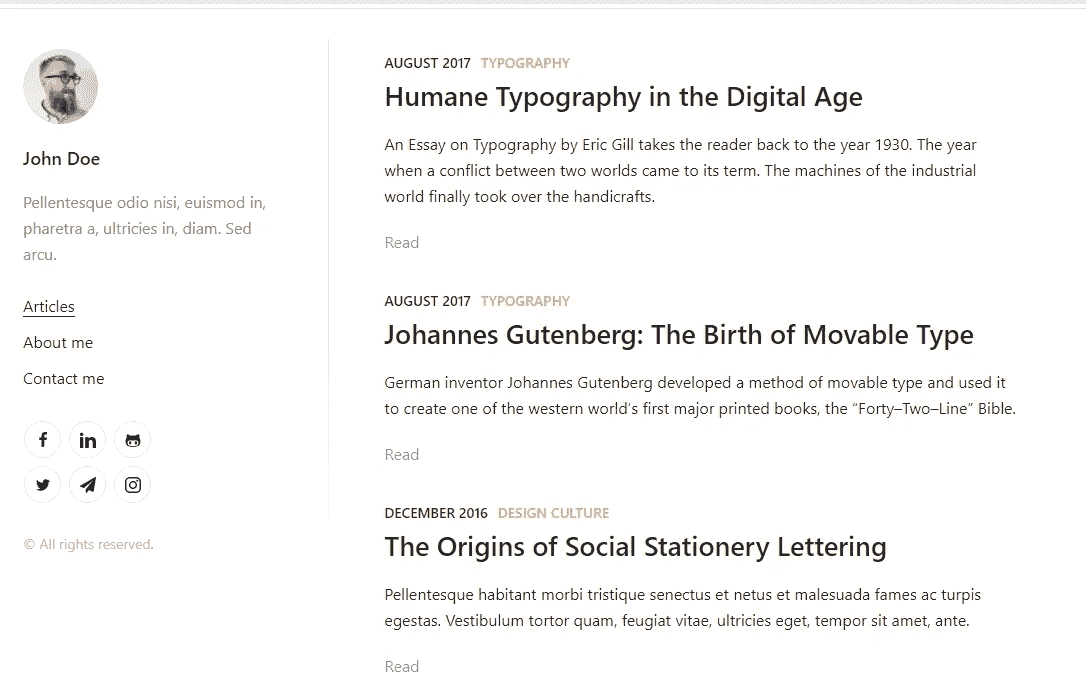 John Doe
Pellentesque odio nisi, euismod in,
pharetra a, ultricies in, diam. Sed
arcu.
Articles
About me
Contact me
© All rights reserved.
AUGUST 2017 TYPOGRAPHY
Humane Typography in the Digital Age
An Essay on Typography by Eric Gill takes the reader back to the year 1930. The year
when a conflict between two worlds came to its term. The machines of the industrial
world finally took over the handicrafts.
Read
AUGUST 2017 TYPOGRAPHY
Johannes Gutenberg: The Birth of Movable Type
German inventor Johannes Gutenberg developed a method of movable type and used it
to create one of the western world’s first major printed books, the “Forty–Two–Line” Bible.
Read
DECEMBER 2016 DESIGN CULTURE
The Origins of Social Stationery Lettering
Pellentesque habitant morbi tristique senectus et netus et malesuada fames ac turpis
egestas. Vestibulum tortor quam, feugiat vitae, ultricies eget, tempor sit amet, ante.
Read